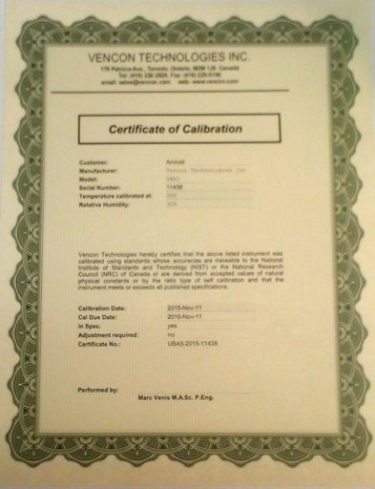 VENCON TECHNOLOGIES INC.
Certificate of Calibration
Customer:
Manufacturer: Vencon Technologies Inc
Model: UBA5
Serial Number: 11438
Temperature calibrated at:
Relative Humidity:
Vencon Technologies hereby certifies that the above listed instrument was
calibrated using standards whose accuracies are traceable to the National
Institute of Standards and Technology (NIST) or the National Research
Council (NRC) of Canada or are derived from accepted values of natural
physical constants or by the ratio type of self calibration and that the
instrument meets or exceeds all published specifications.
Calibration Date: 2015-Nov-11
Cal Due Date: 2016-Nov-11
In Spec. yes
Adjustment required: no
Certificate No.: UBA5-2015-11438
Performed by:
Marc Venis M.A.Sc. P.Eng.